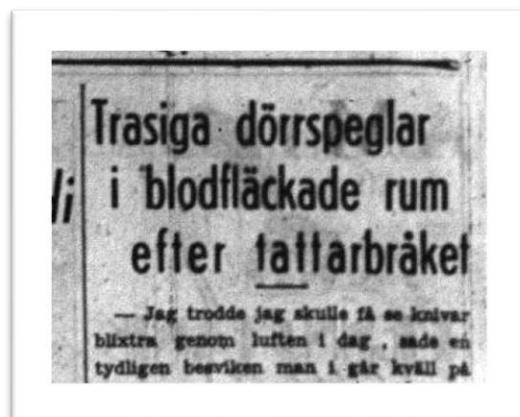 Trasiga dörrspeglar
i blodfläckade rum
efter tattarbråket
— Jag trodde jag skulle få se knivar
blixtra genom luften i dag, sade en
tydligen besviken man i går kväll på